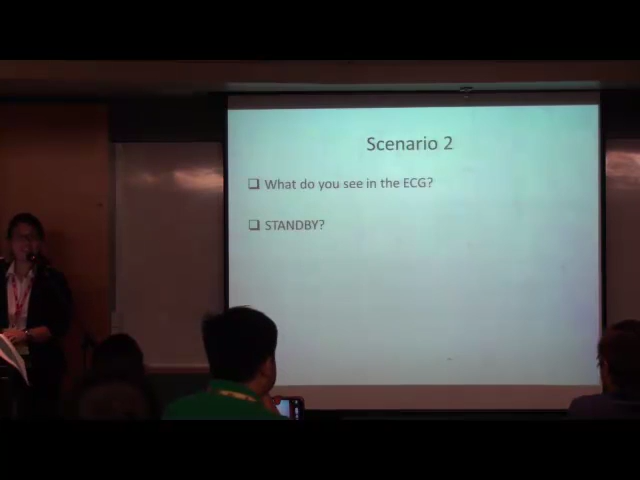 Scenario 2
❑ What do you see in the ECG?
❑ STANDBY?